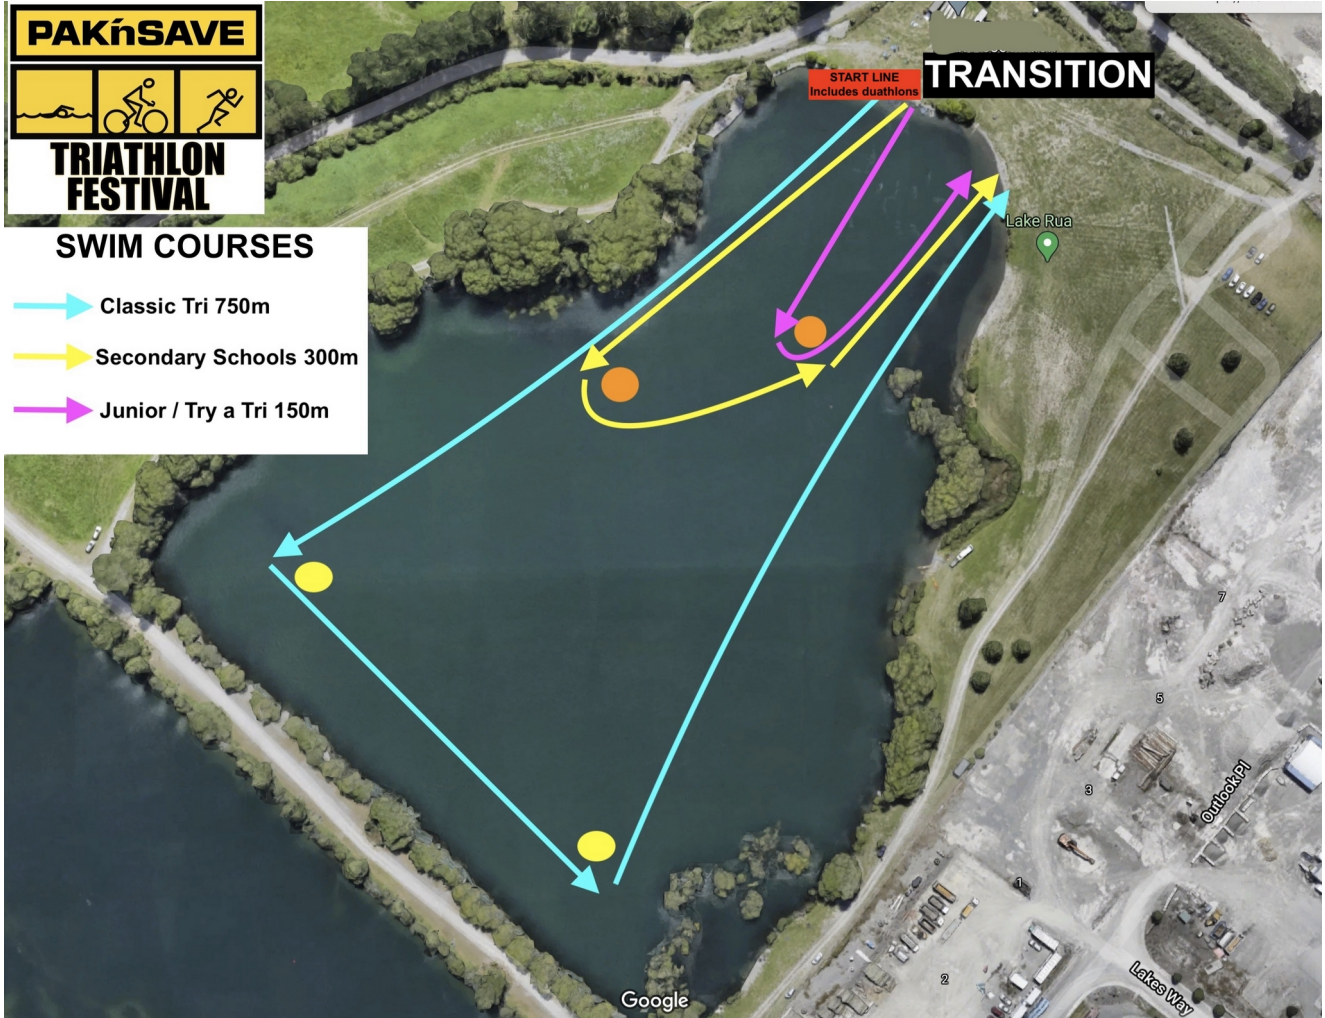 PAKnSAVE
TRIATHLON
FESTIVAL
SWIM COURSES
Classic Tri 750m
Secondary Schools 300m
Junior / Try a Tri 150m
START LINE
Includes duathlons
TRANSITION
Lake Rua
7
5
3
Outlook Pl
1
2
Lakes Way
Google